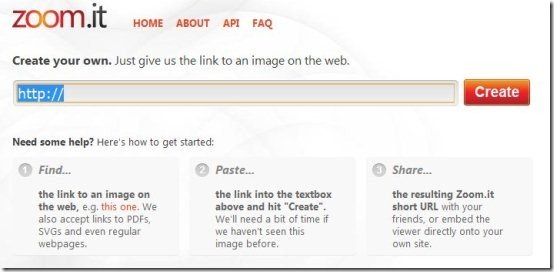 zoom.it HOME ABOUT API FAQ
Create your own. Just give us the link to an image on the web.
http:// Create
Need some help? Here's how to get started:
1 Find...
the link to an image on
the web, e.g. this one. We
also accept links to PDFs,
SVGs and even regular
webpages.
2 Paste...
the link into the textbox
above and hit "Create".
We'll need a bit of time if
we haven't seen this
image before.
3 Share...
the resulting Zoom.it
short URL with your
friends, or embed the
viewer directly onto your
own site.